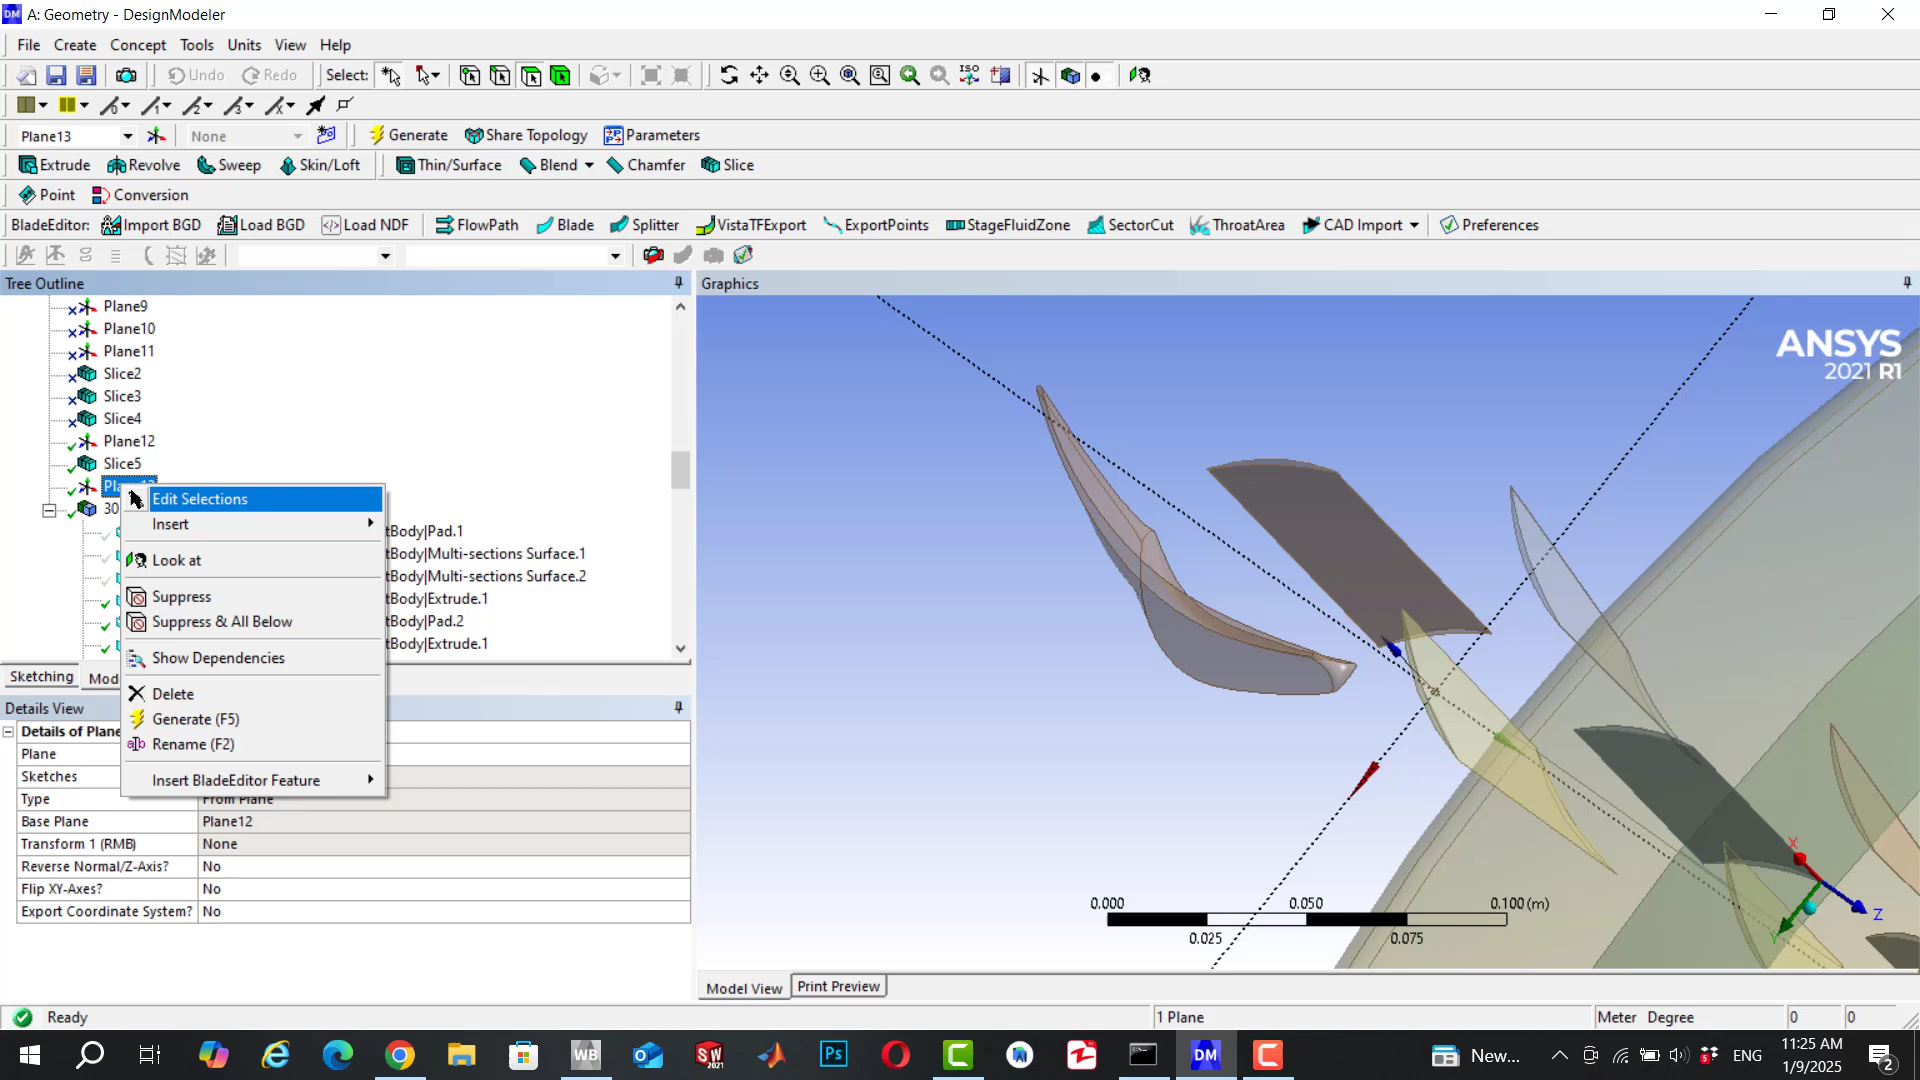 A: Geometry - DesignModeler
File Create Concept Tools Units View Help
Undo Redo Select:
Plane13 None Generate Share Topology Parameters
Extrude Revolve Sweep Skin/Loft Thin/Surface Blend Chamfer Slice
Point Conversion
BladeEditor: Import BGD Load BGD Load NDF FlowPath Blade Splitter VistaTFExport ExportPoints StageFluidZone SectorCut ThroatArea CAD Import Preferences
Tree Outline
Plane9
Plane10
Plane11
Slice2
Slice3
Slice4
Plane12
Slice5
30
tBody|Pad.1
tBody|Multi-sections Surface.1
tBody|Multi-sections Surface.2
tBody|Extrude.1
tBody|Pad.2
tBody|Extrude.1
Edit Selections
Insert
Look at
Suppress
Suppress & All Below
Show Dependencies
Delete
Generate (F5)
Rename (F2)
Insert BladeEditor Feature
Sketching Mod
Details View
Details of Plane
Plane
Sketches
Type From Plane
Base Plane Plane12
Transform 1 (RMB) None
Reverse Normal/Z-Axis? No
Flip XY-Axes? No
Export Coordinate System? No
Graphics
ANSYS
2021 R1
0.000 0.050 0.100 (m)
0.025 0.075
X
Y
Z
Model View Print Preview
Ready 1 Plane Meter Degree 0 0
New... ENG 11:25 AM
1/9/2025
2